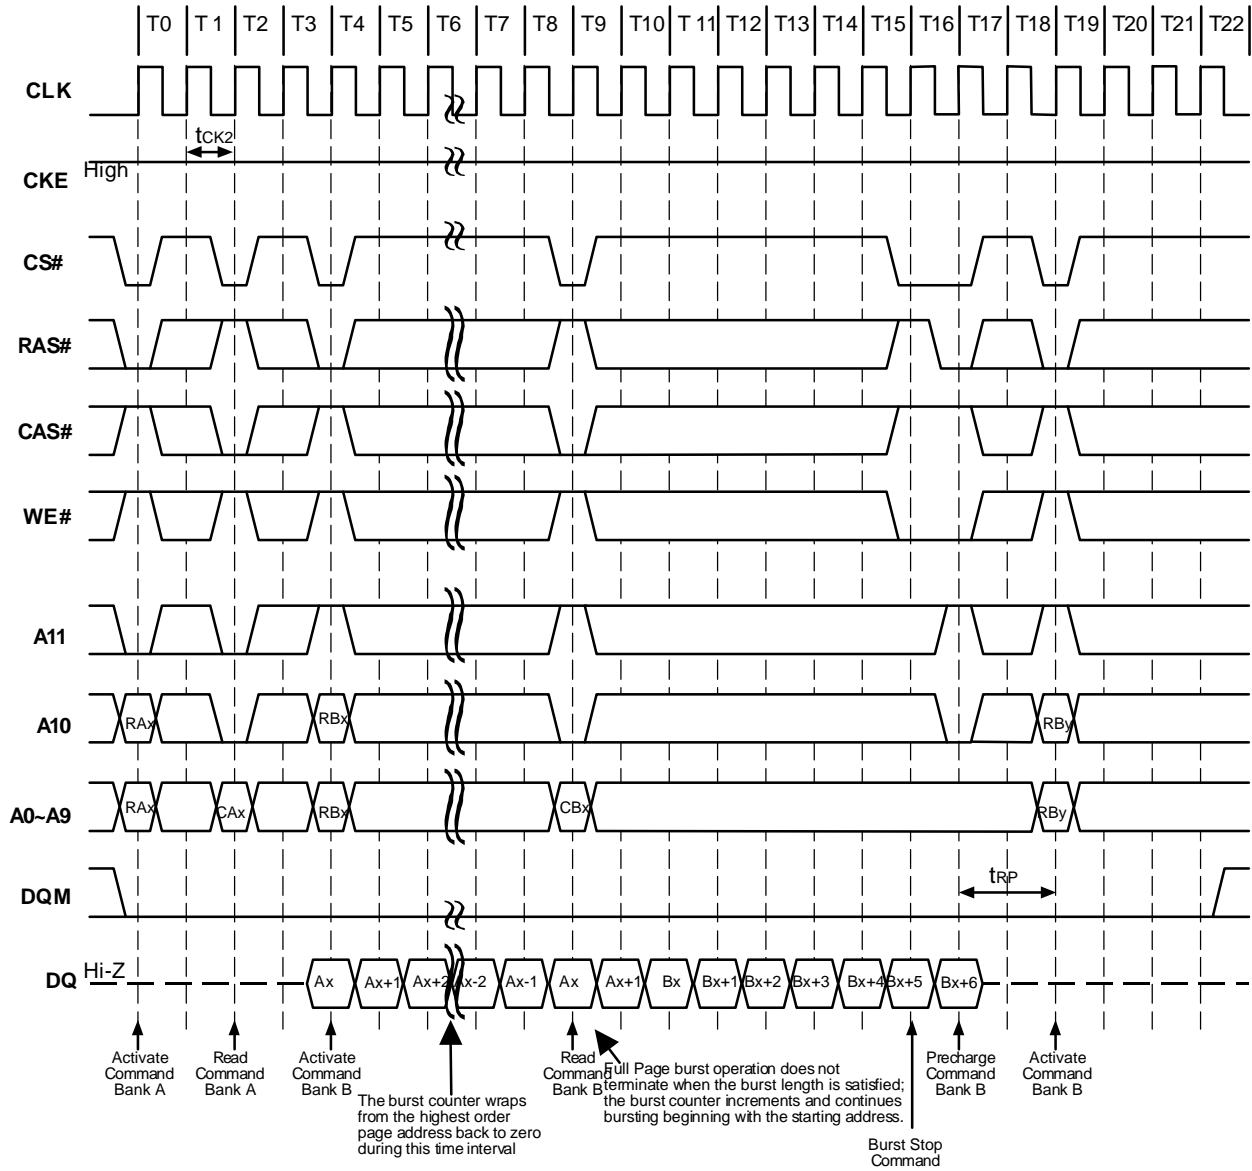 T0 T 1 T2 T3 T4 T5 T6 T7 T8 T9 T10 T 11 T12 T13 T14 T15 T16 T17 T18 T19 T20 T21 T22
CLK
tCK2
CKE High
CS#
RAS#
CAS#
WE#
A11
A10 RAx RBx RBy
A0~A9 RAx CAx RBx CBx RBy
DQM
tRP
DQ Hi-Z Ax Ax+1 Ax+2 Ax-2 Ax-1 Ax Ax+1 Bx Bx+1 Bx+2 Bx+3 Bx+4 Bx+5 Bx+6
Activate
Command
Bank A
Read
Command
Bank A
Activate
Command
Bank B
The burst counter wraps
from the highest order
page address back to zero
during this time interval
Read
Command
Bank B
Full Page burst operation does not
terminate when the burst length is satisfied;
the burst counter increments and continues
bursting beginning with the starting address.
Burst Stop
Command
Precharge
Command
Bank B
Activate
Command
Bank B